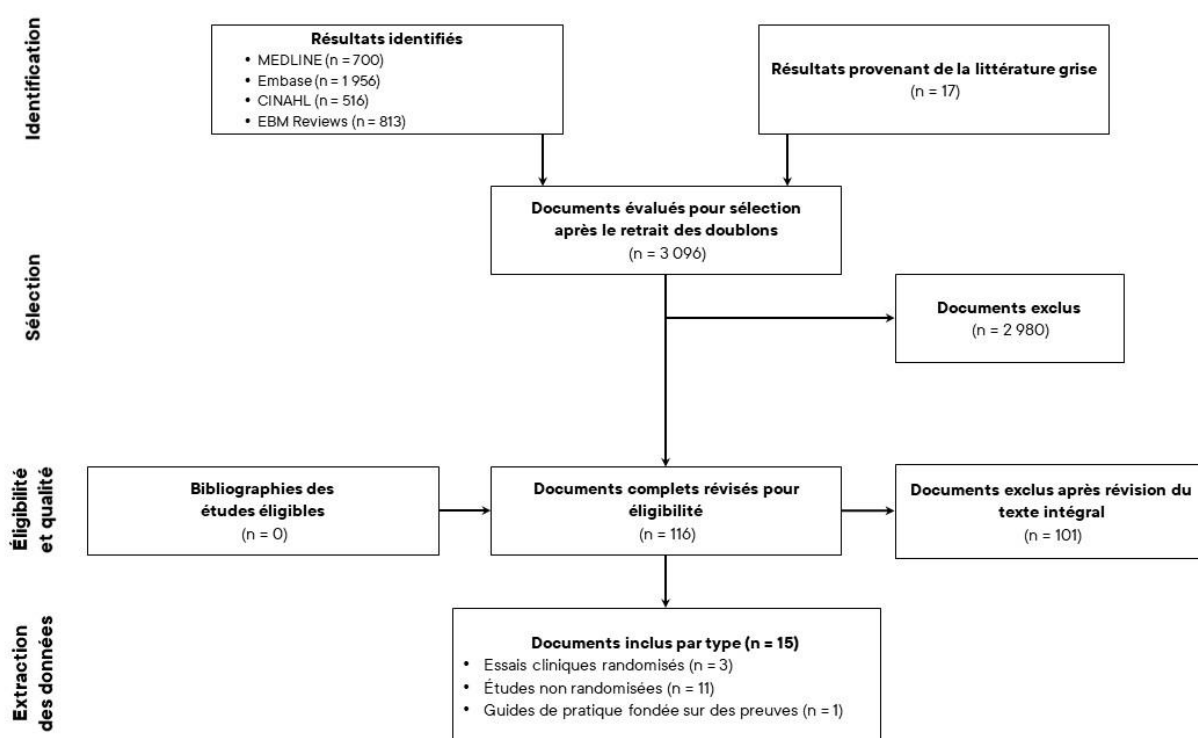 Identification
Résultats identifiés
• MEDLINE (n = 700)
• Embase (n = 1 956)
• CINAHL (n = 516)
• EBM Reviews (n = 813)
Résultats provenant de la littérature grise
(n = 17)
Sélection
Documents évalués pour sélection
après le retrait des doublons
(n = 3 096)
Documents exclus
(n = 2 980)
Éligibilité
et qualité
Bibliographies des
études éligibles
(n = 0)
Documents complets révisés pour
éligibilité
(n = 116)
Documents exclus après révision du
texte intégral
(n = 101)
Extraction
des données
Documents inclus par type (n = 15)
• Essais cliniques randomisés (n = 3)
• Études non randomisées (n = 11)
• Guides de pratique fondée sur des preuves (n = 1)